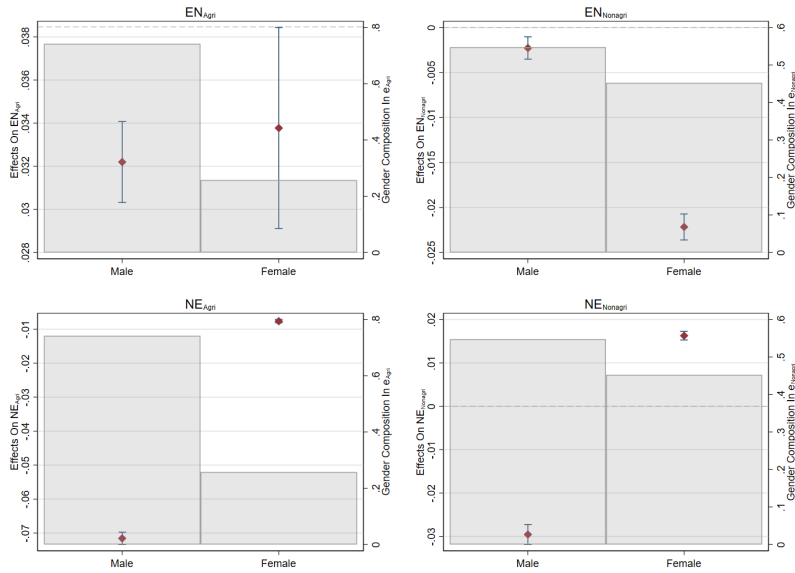 EN_Agri
Effects On EN_Agri
.038
.036
.034
.032
.03
.028
.8
.6
.4
.2
0
Gender Composition In e_Agri
Male
Female
EN_Nonagri
Effects On EN_Nonagri
0
-.005
-.01
-.015
-.02
-.025
.6
.5
.4
.3
.2
.1
0
Gender Composition In e_Nonagri
Male
Female
NE_Agri
Effects On NE_Agri
-.01
-.02
-.03
-.04
-.05
-.06
-.07
.8
.6
.4
.2
0
Gender Composition In e_Agri
Male
Female
NE_Nonagri
Effects On NE_Nonagri
.02
.01
0
-.01
-.02
-.03
.6
.5
.4
.3
.2
.1
0
Gender Composition In e_Nonagri
Male
Female